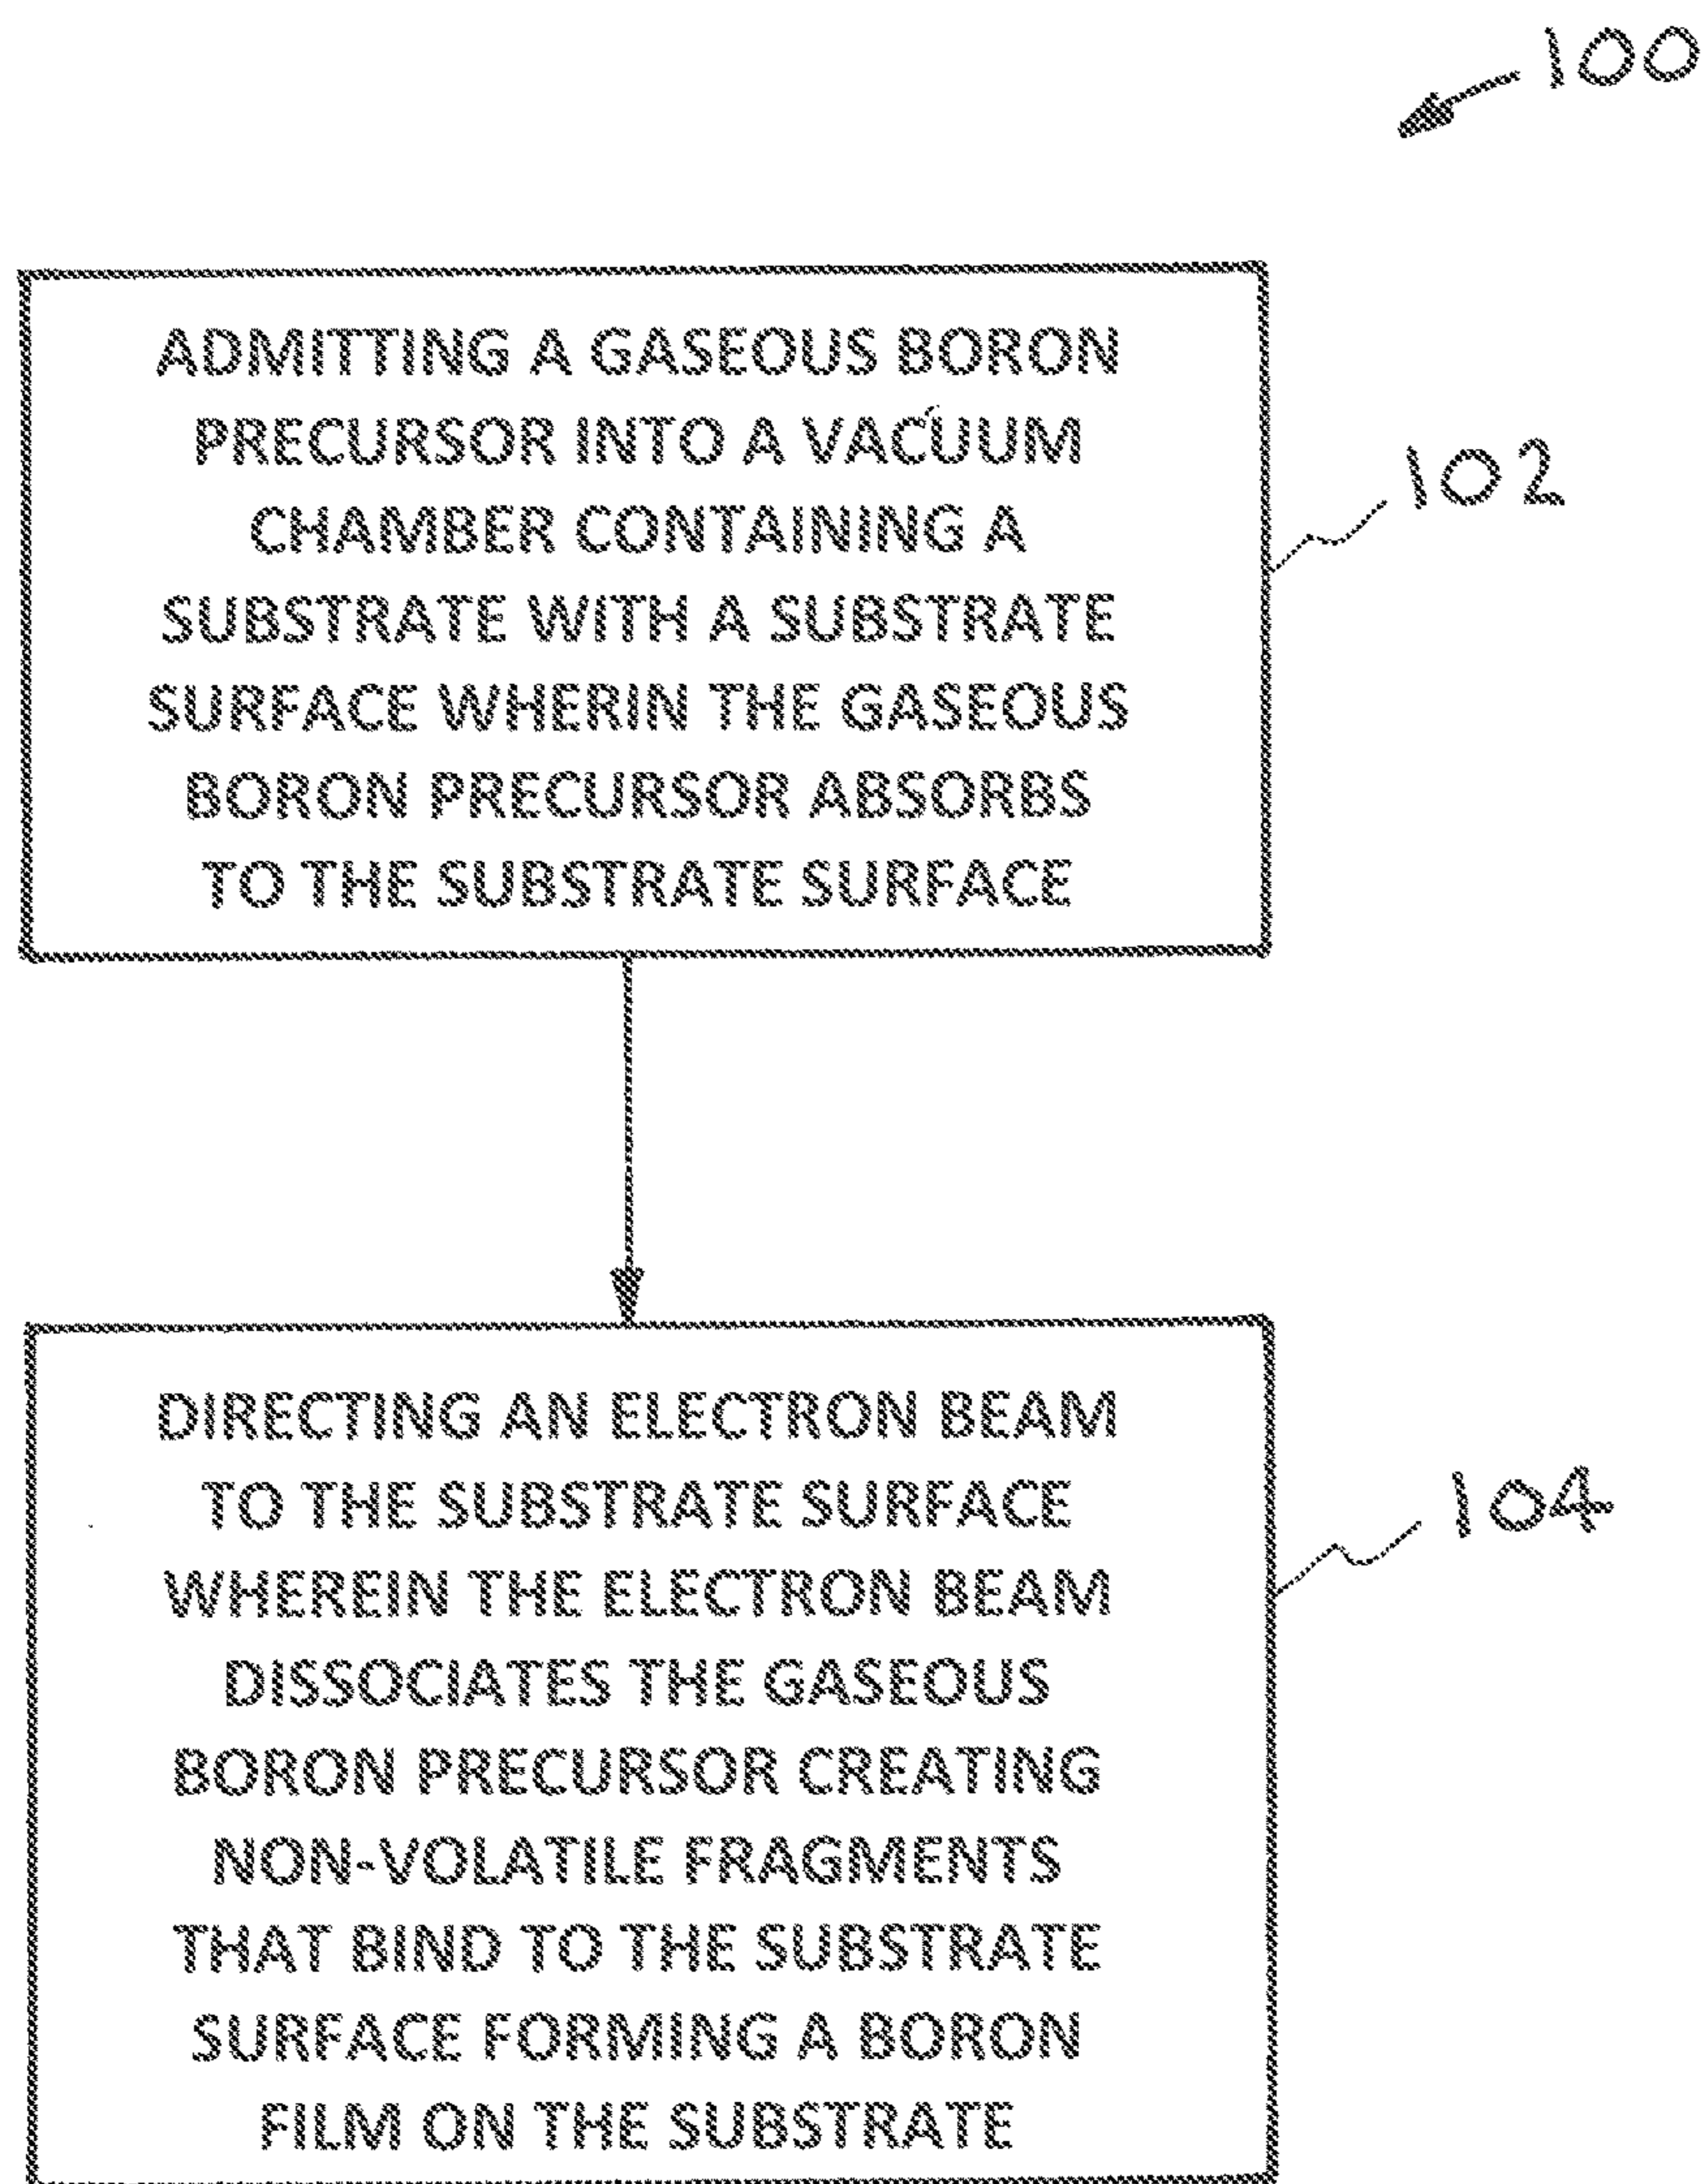 100
ADMITTING A GASEOUS BORON
PRECURSOR INTO A VACUUM
CHAMBER CONTAINING A
SUBSTRATE WITH A SUBSTRATE
SURFACE WHERIN THE GASEOUS
BORON PRECURSOR ABSORBS
TO THE SUBSTRATE SURFACE
102
DIRECTING AN ELECTRON BEAM
TO THE SUBSTRATE SURFACE
WHEREIN THE ELECTRON BEAM
DISSOCIATES THE GASEOUS
BORON PRECURSOR CREATING
NON-VOLATILE FRAGMENTS
THAT BIND TO THE SUBSTRATE
SURFACE FORMING A BORON
FILM ON THE SUBSTRATE
104